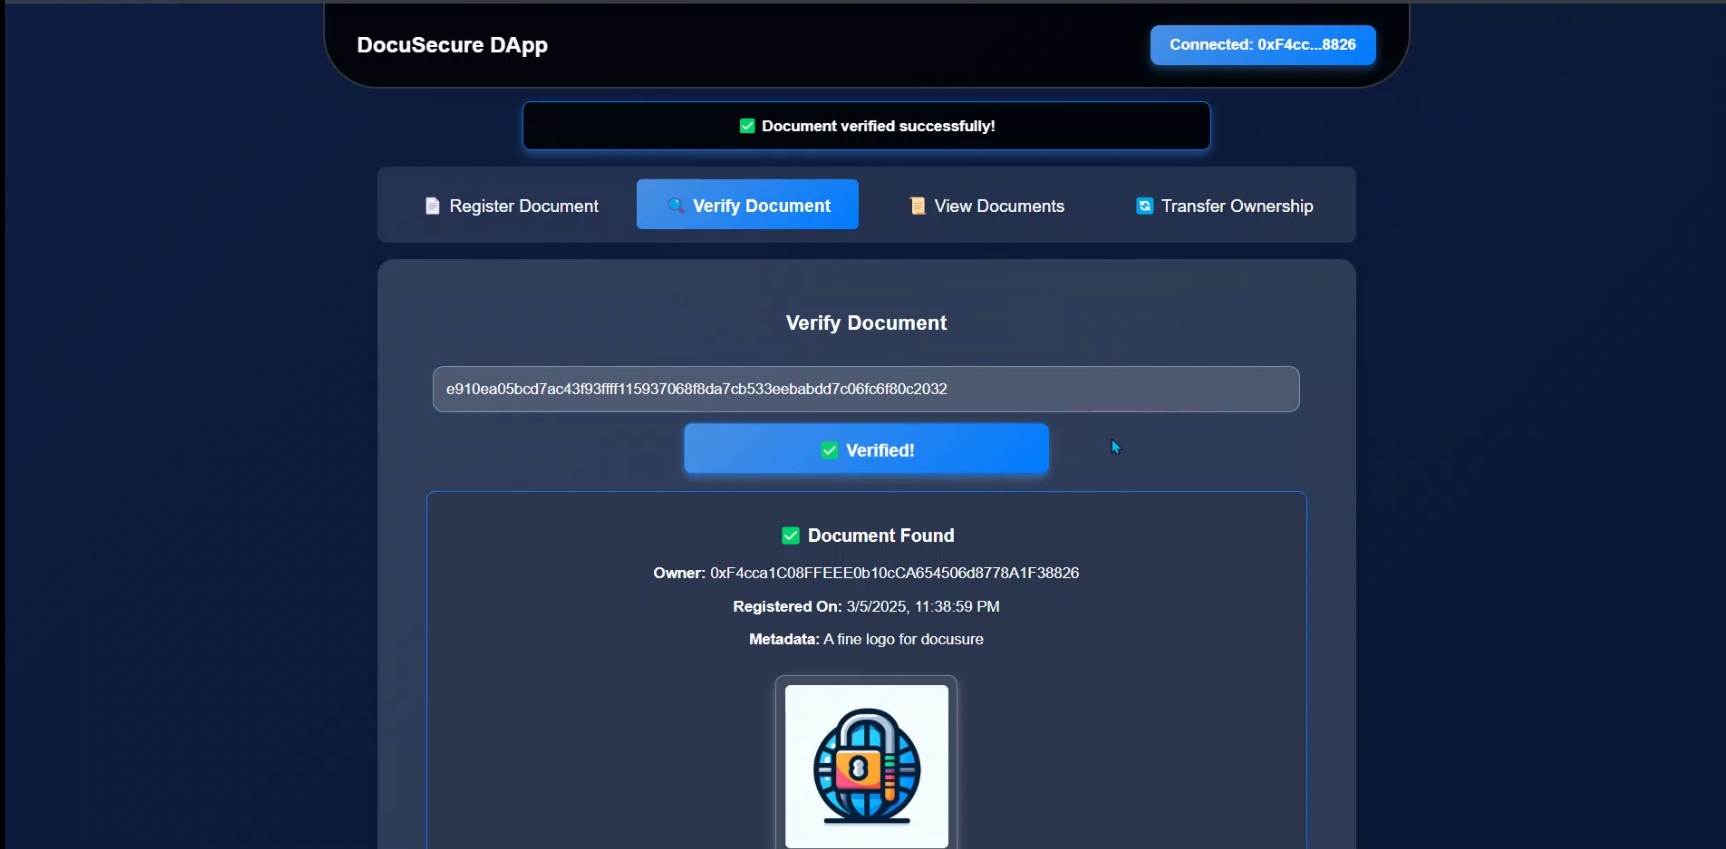 DocuSecure DApp
Connected: 0xF4cc...8826
✅ Document verified successfully!
📄 Register Document
🔍 Verify Document
📜 View Documents
🔄 Transfer Ownership
Verify Document
e910ea05bcd7ac43f93ffff115937068f8da7cb533eebabdd7c06fc6f80c2032
✅ Verified!
✅ Document Found
Owner: 0xF4cca1C08FFEEE0b10cCA654506d8778A1F38826
Registered On: 3/5/2025, 11:38:59 PM
Metadata: A fine logo for docusure